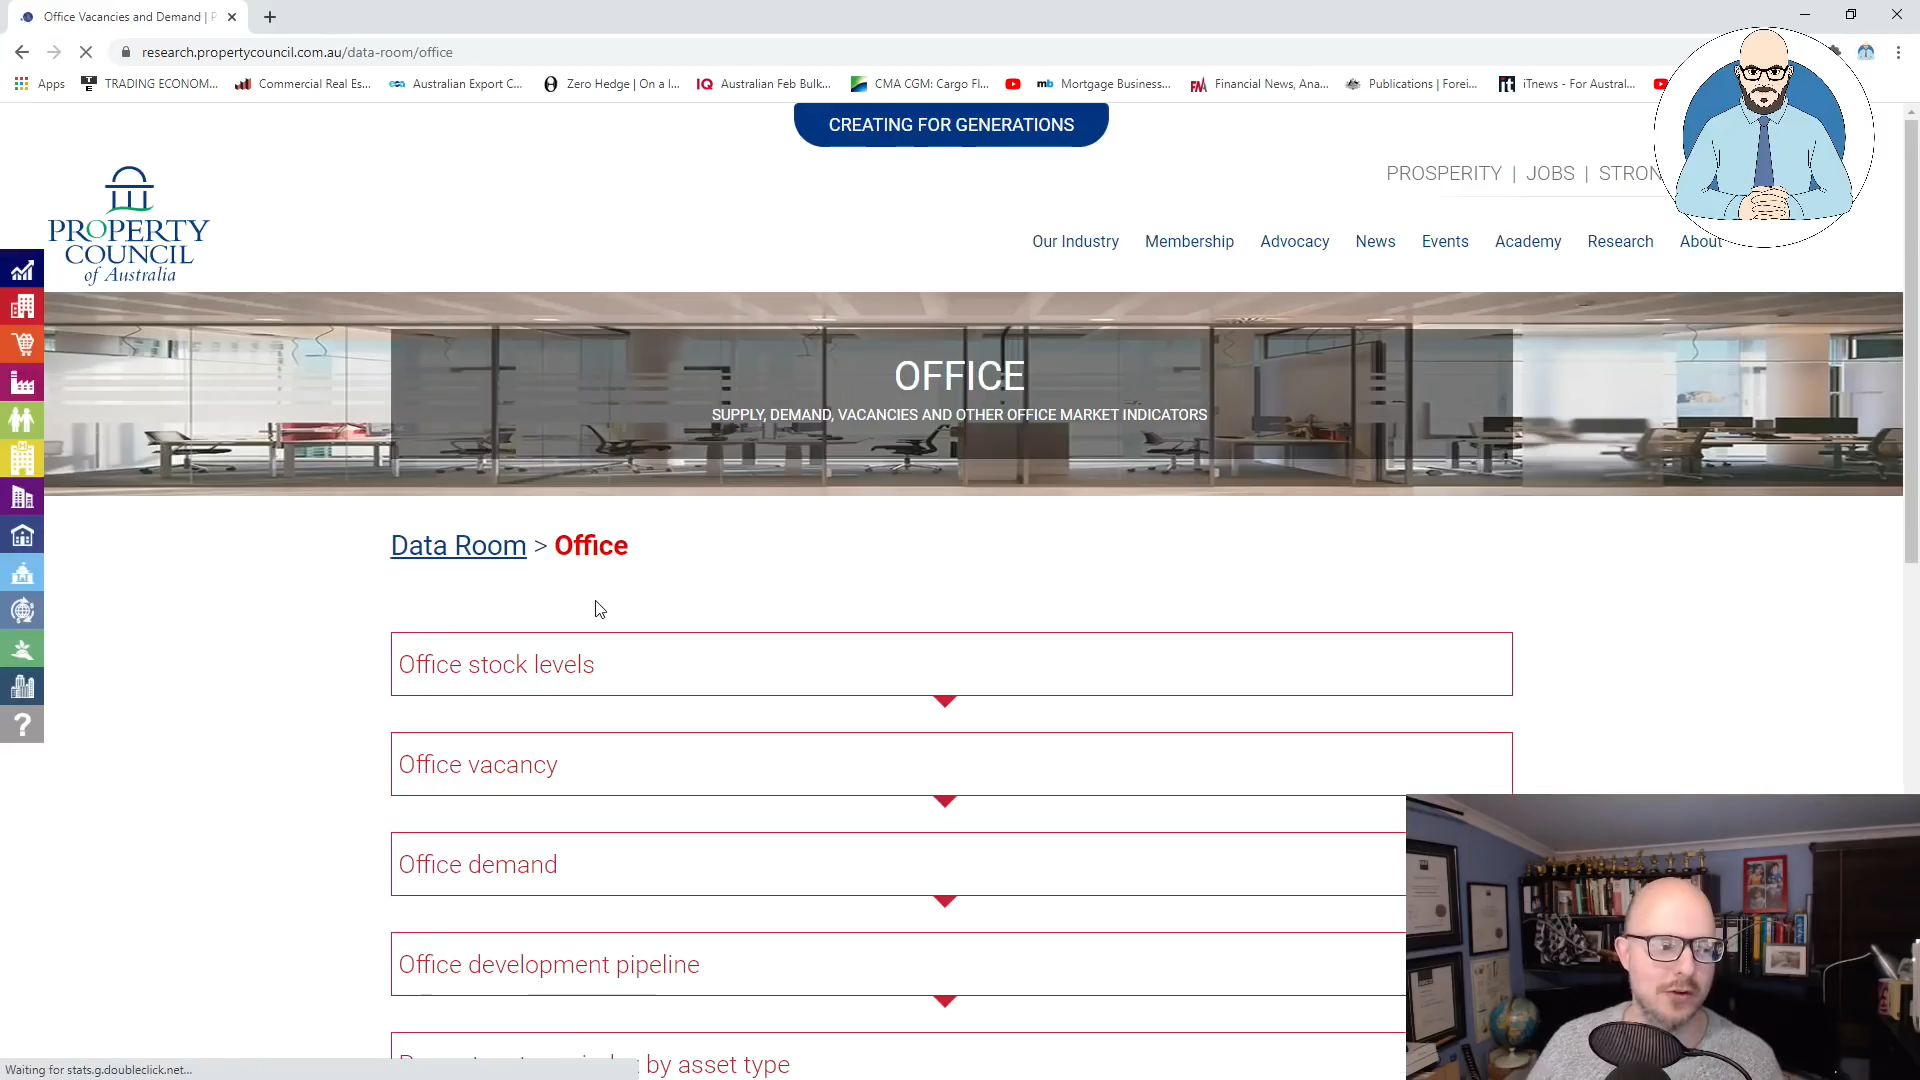 Office Vacancies and Demand | P
research.propertycouncil.com.au/data-room/office
Apps
TRADING ECONOM...
Commercial Real Es...
Australian Export C...
Zero Hedge | On a l...
IQ
Australian Feb Bulk...
CMA CGM: Cargo Fl...
mb
Mortgage Business...
FM
Financial News, Ana...
Publications | Forei...
it
iTnews - For Austral...
CREATING FOR GENERATIONS
PROSPERITY | JOBS | STRON
PROPERTY
COUNCIL
of Australia
Our Industry
Membership
Advocacy
News
Events
Academy
Research
About
OFFICE
SUPPLY, DEMAND, VACANCIES AND OTHER OFFICE MARKET INDICATORS
Data Room > Office
Office stock levels
Office vacancy
Office demand
Office development pipeline
by asset type
?
Waiting for stats.g.doubleclick.net...